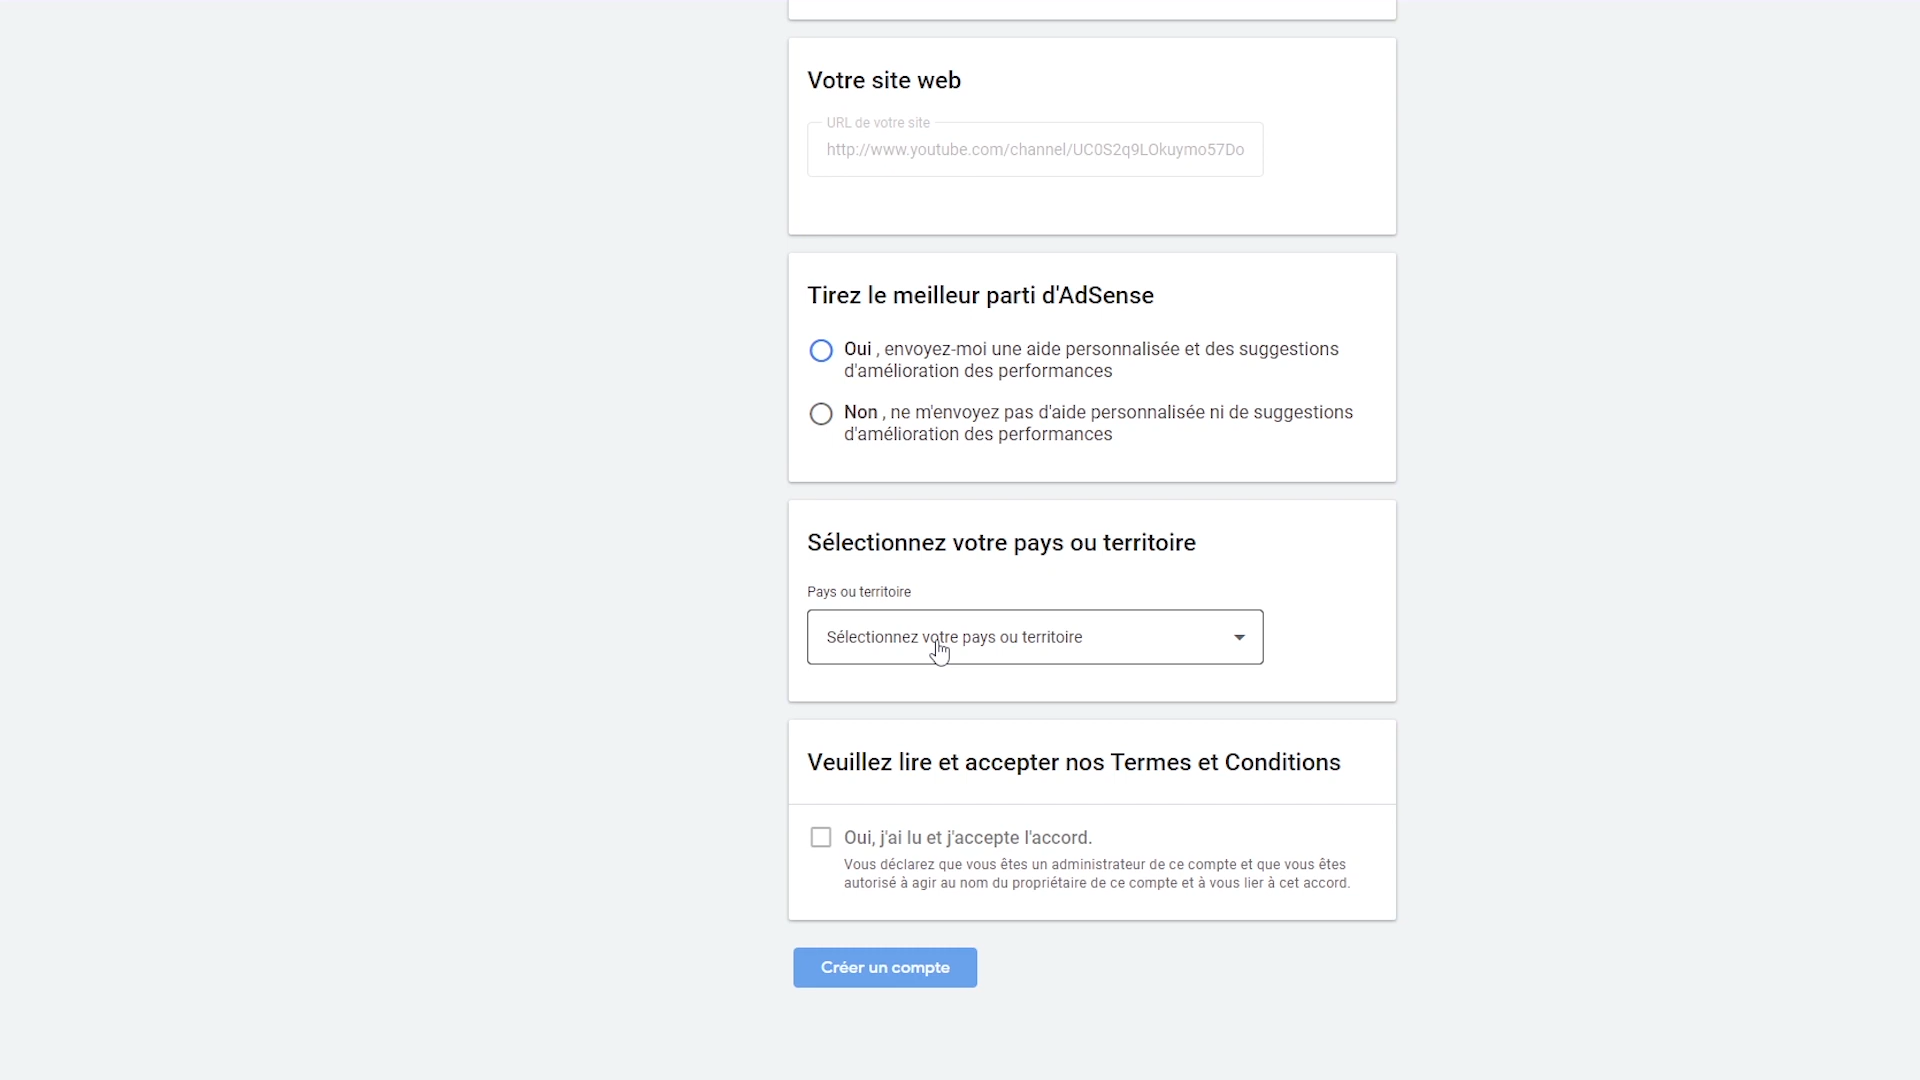 Votre site web
URL de votre site
http://www.youtube.com/channel/UC0S2q9LOkuymo57Do
Tirez le meilleur parti d'AdSense
Oui , envoyez-moi une aide personnalisée et des suggestions
d'amélioration des performances
Non , ne m'envoyez pas d'aide personnalisée ni de suggestions
d'amélioration des performances
Sélectionnez votre pays ou territoire
Pays ou territoire
Sélectionnez votre pays ou territoire
Veuillez lire et accepter nos Termes et Conditions
Oui, j'ai lu et j'accepte l'accord.
Vous déclarez que vous êtes un administrateur de ce compte et que vous êtes
autorisé à agir au nom du propriétaire de ce compte et à vous lier à cet accord.
Créer un compte